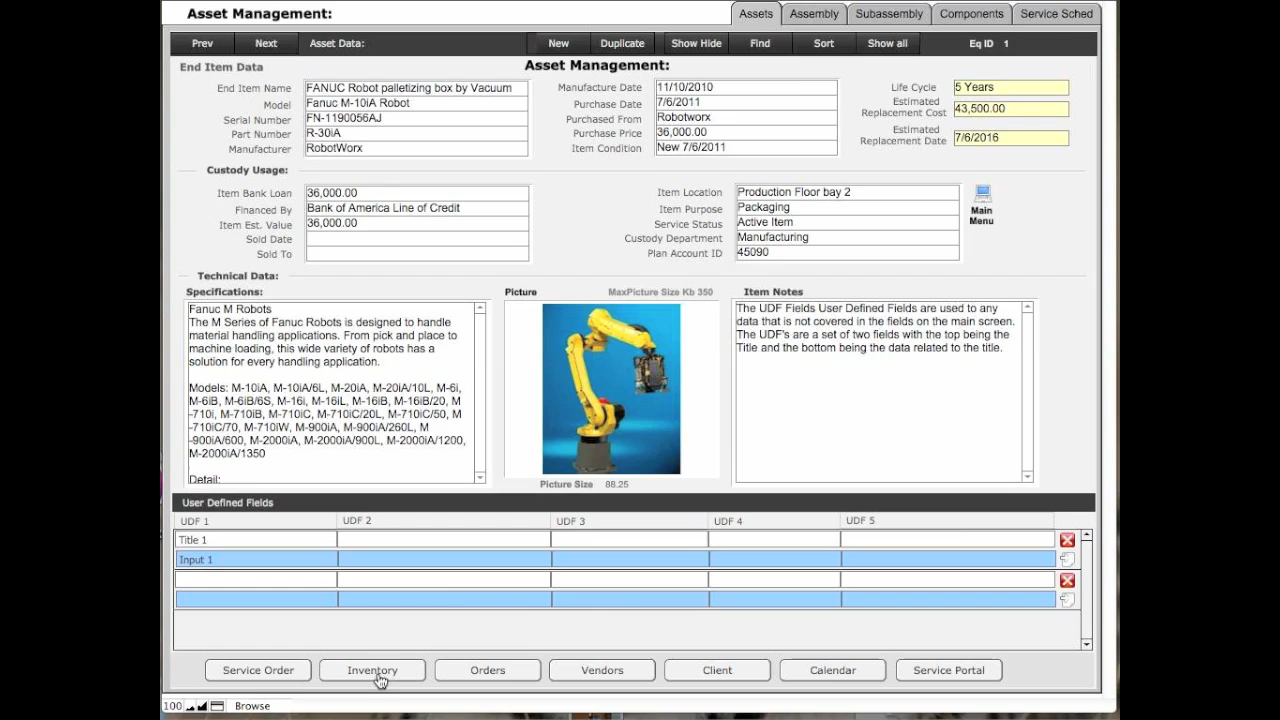 Asset Management:
Assets
Assembly
Subassembly
Components
Service Sched
Prev
Next
Asset Data:
New
Duplicate
Show Hide
Find
Sort
Show all
Eq ID 1
End Item Data
Asset Management:
End Item Name FANUC Robot palletizing box by Vacuum
Model Fanuc M-10iA Robot
Serial Number FN-1190056AJ
Part Number R-30iA
Manufacturer RobotWorx
Manufacture Date 11/10/2010
Purchase Date 7/6/2011
Purchased From Robotworx
Purchase Price 36,000.00
Item Condition New 7/6/2011
Life Cycle 5 Years
Estimated
Replacement Cost 43,500.00
Estimated
Replacement Date 7/6/2016
Custody Usage:
Item Bank Loan 36,000.00
Financed By Bank of America Line of Credit
Item Est. Value 36,000.00
Sold Date
Sold To
Item Location Production Floor bay 2
Item Purpose Packaging
Service Status Active Item
Custody Department Manufacturing
Plan Account ID 45090
Main
Menu
Technical Data:
Specifications:
Fanuc M Robots
The M Series of Fanuc Robots is designed to handle
material handling applications. From pick and place to
machine loading, this wide variety of robots has a
solution for every handling application.
Models: M-10iA, M-10iA/6L, M-20iA, M-20iA/10L, M-6i,
M-6iB, M-6iB/6S, M-16i, M-16iL, M-16iB, M-16iB/20, M
-710i, M-710iB, M-710iC, M-710iC/20L, M-710iC/50, M
-710iC/70, M-710iW, M-900iA, M-900iA/260L, M
-900iA/600, M-2000iA, M-2000iA/900L, M-2000iA/1200,
M-2000iA/1350
Detail:
Picture
MaxPicture Size Kb 350
Picture Size 88.25
Item Notes
The UDF Fields User Defined Fields are used to any
data that is not covered in the fields on the main screen.
The UDF's are a set of two fields with the top being the
Title and the bottom being the data related to the title.
User Defined Fields
UDF 1
UDF 2
UDF 3
UDF 4
UDF 5
Title 1
Input 1
Service Order
Inventory
Orders
Vendors
Client
Calendar
Service Portal
100
Browse